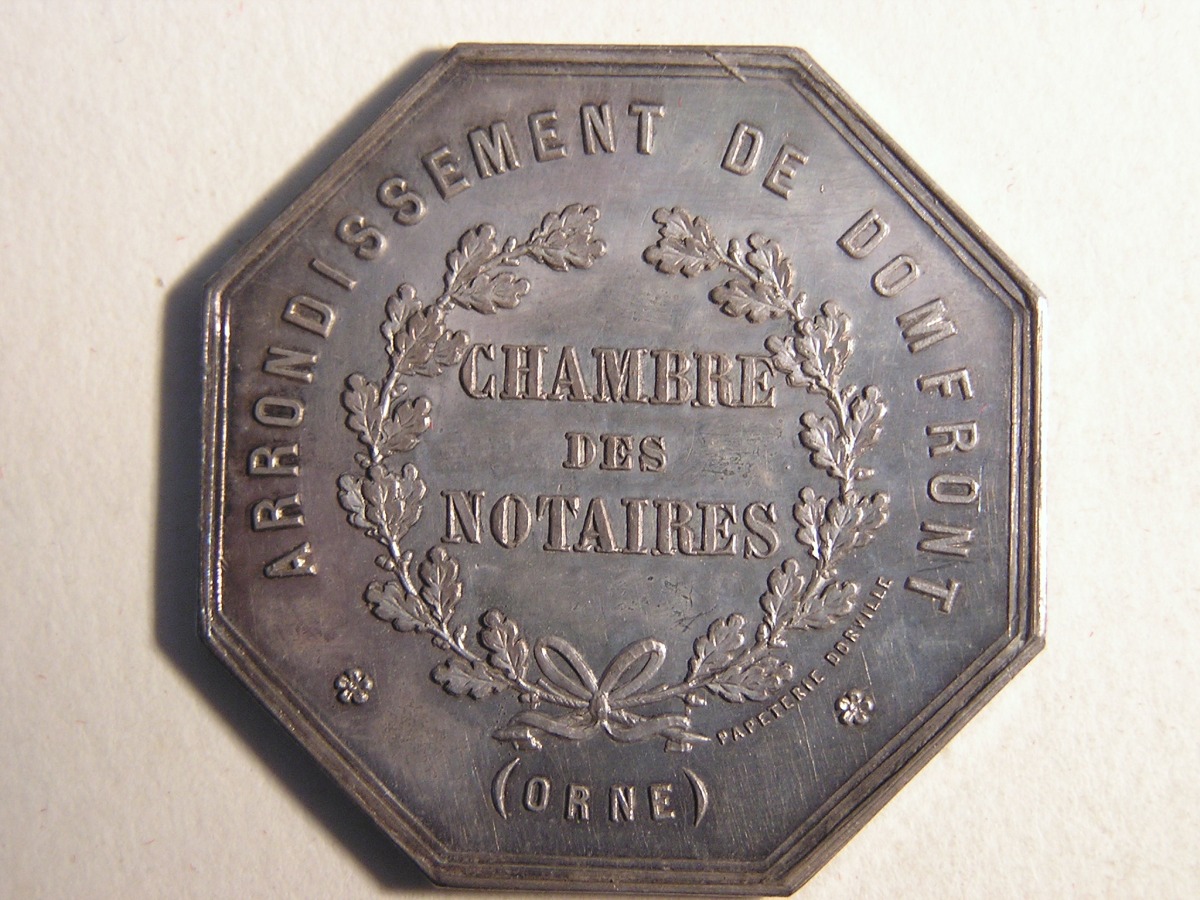 ARRONDISSEMENT DE DOMFRONT
CHAMBRE
DES
NOTAIRES
PAPETERIE DORVILLE
(ORNE)